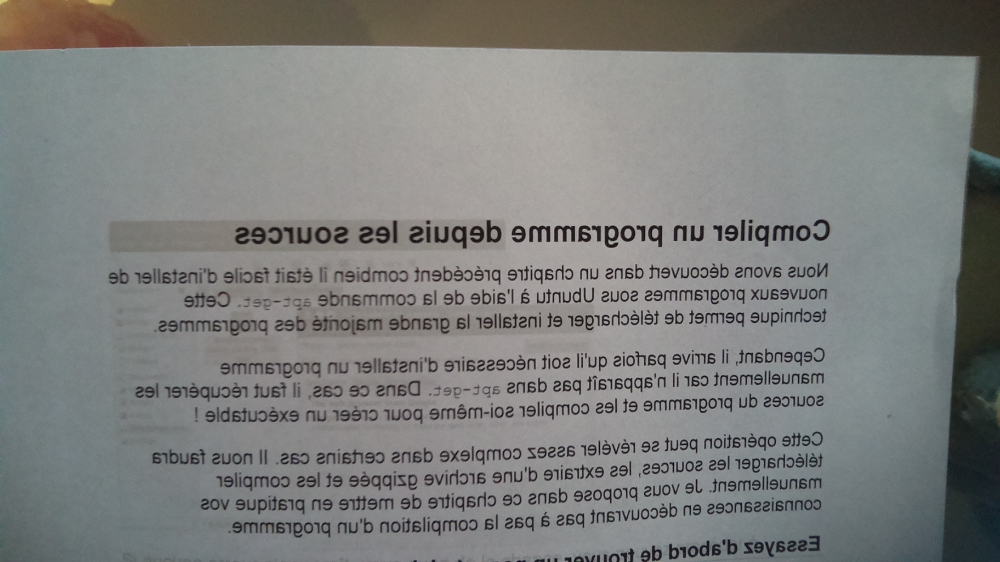 Compiler un programme depuis les sources
Nous avons découvert dans un chapitre précédent combien il était facile d'installer de
nouveaux programmes sous Ubuntu à l'aide de la commande apt-get. Cette
technique permet de télécharger et installer la grande majorité des programmes.
Cependant, il arrive parfois qu'il soit nécessaire d'installer un programme
manuellement car il n'apparaît pas dans apt-get. Dans ce cas, il faut récupérer les
sources du programme et les compiler soi-même pour créer un exécutable !
Cette opération peut se révéler assez complexe dans certains cas. Il nous faudra
télécharger les sources, les extraire d'une archive gzippée et les compiler
manuellement. Je vous propose dans ce chapitre de mettre en pratique vos
connaissances en découvrant pas à pas la compilation d'un programme.
Essayez d'abord de trouver un